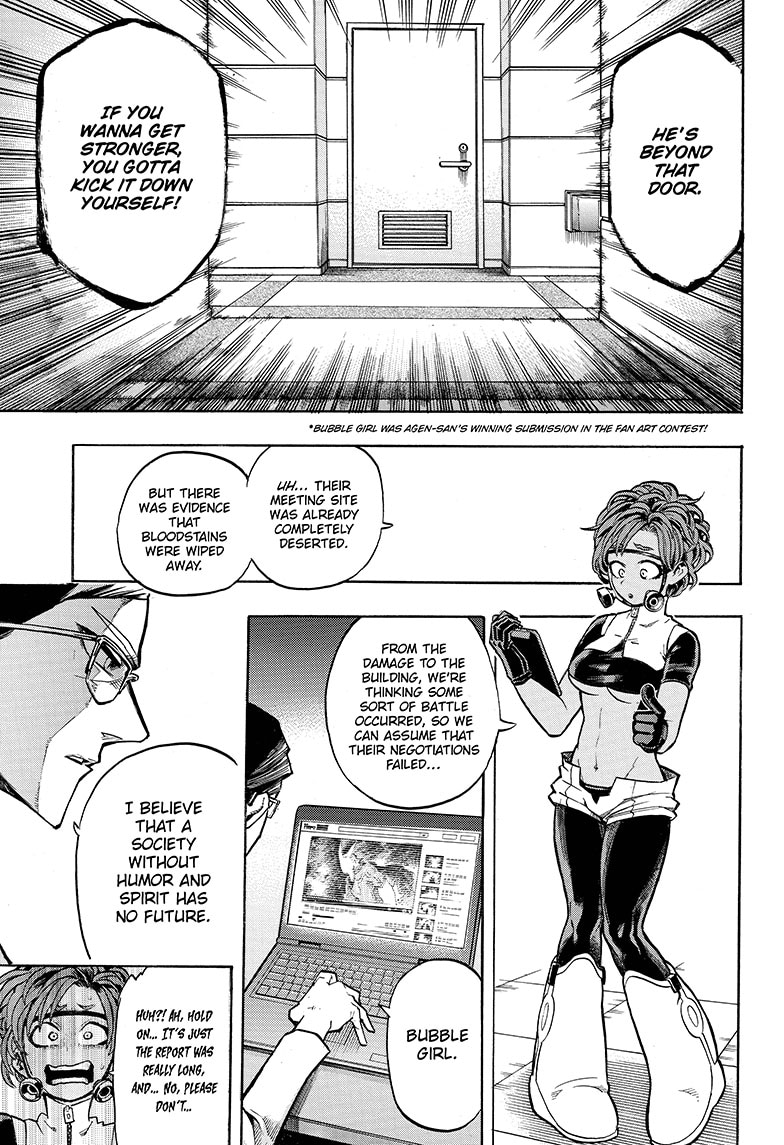 HE'S
BEYOND
THAT
DOOR.
IF YOU
WANNA GET
STRONGER,
YOU GOTTA
KICK IT DOWN
YOURSELF!
*BUBBLE GIRL WAS AGEN-SAN'S WINNING SUBMISSION IN THE FAN ART CONTEST!
UH... THEIR
MEETING SITE
WAS ALREADY
COMPLETELY
DESERTED.
BUT THERE
WAS EVIDENCE
THAT
BLOODSTAINS
WERE WIPED
AWAY.
FROM THE
DAMAGE TO THE
BUILDING, WE'RE
THINKING SOME
SORT OF BATTLE
OCCURRED, SO WE
CAN ASSUME THAT
THEIR NEGOTIATIONS
FAILED...
BUBBLE
GIRL.
I BELIEVE
THAT A
SOCIETY
WITHOUT
HUMOR AND
SPIRIT HAS
NO FUTURE.
HUH?! AH, HOLD
ON... IT'S JUST
THE REPORT WAS
REALLY LONG,
AND... NO, PLEASE
DON'T...